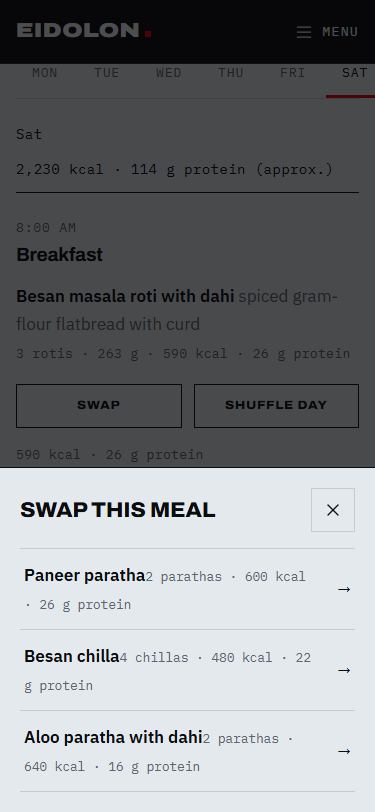 EIDOLON.
MENU
MON TUE WED THU FRI SAT
Sat
2,230 kcal · 114 g protein (approx.)
8:00 AM
Breakfast
Besan masala roti with dahi spiced gram-
flour flatbread with curd
3 rotis · 263 g · 590 kcal · 26 g protein
SWAP
SHUFFLE DAY
590 kcal · 26 g protein
SWAP THIS MEAL
Paneer paratha2 parathas · 600 kcal
· 26 g protein
→
Besan chilla4 chillas · 480 kcal · 22
g protein
→
Aloo paratha with dahi2 parathas ·
640 kcal · 16 g protein
→